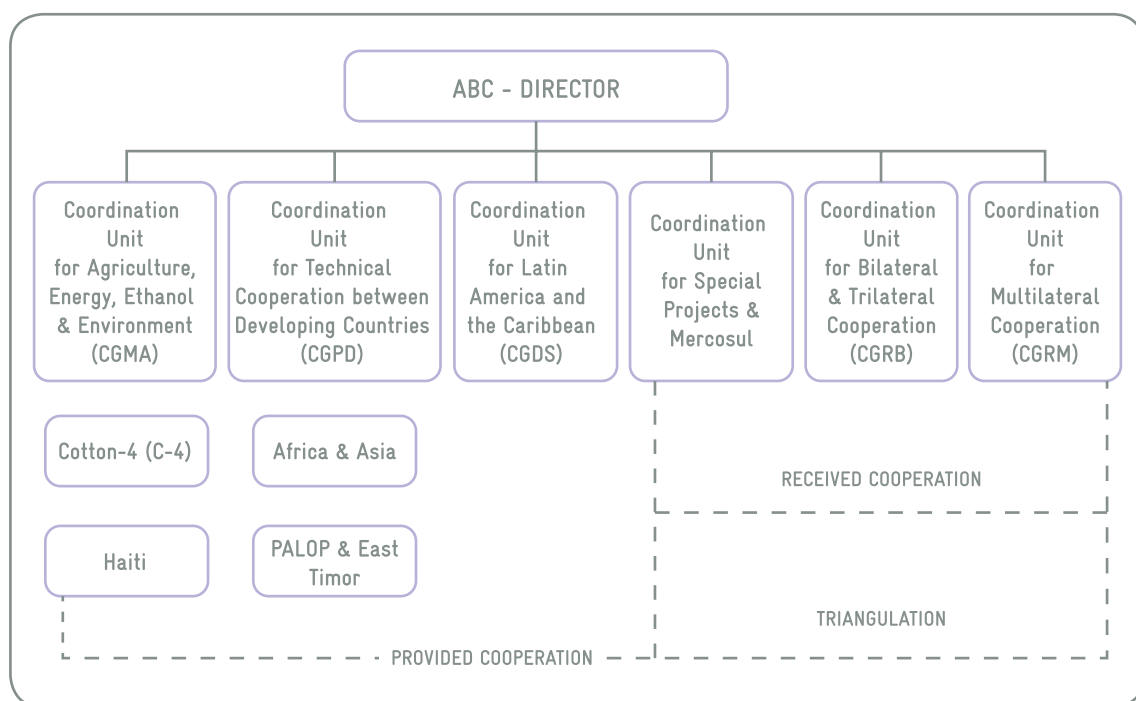 ABC - DIRECTOR
Coordination
Unit
for Agriculture,
Energy, Ethanol
& Environment
(CGMA)
Coordination
Unit
for Technical
Cooperation between
Developing Countries
(CGPD)
Coordination
Unit
for Latin
America and
the Caribbean
(CGDS)
Coordination
Unit
for Special
Projects &
Mercosul
Coordination
Unit
for Bilateral
& Trilateral
Cooperation
(CGRB)
Coordination
Unit
for
Multilateral
Cooperation
(CGRM)
Cotton-4 (C-4)
Africa & Asia
RECEIVED COOPERATION
Haiti
PALOP & East
Timor
TRIANGULATION
PROVIDED COOPERATION